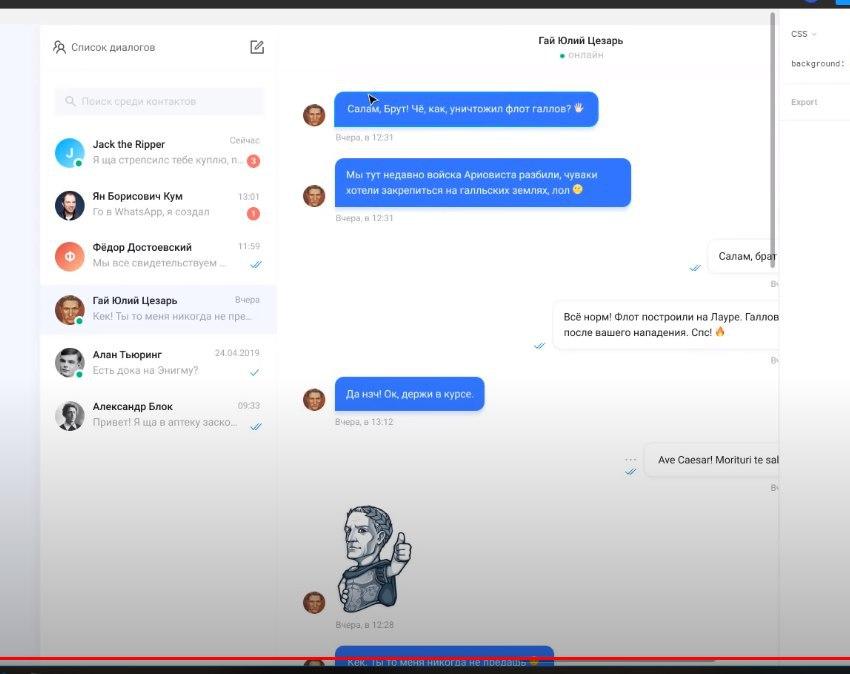 Список диалогов
Поиск среди контактов
J
Jack the Ripper
Сейчас
Я ща стрепсилс тебе куплю, п...
3
Ян Борисович Кум
13:01
Го в WhatsApp, я создал
1
Ф
Фёдор Достоевский
11:59
Мы все свидетельствуем ...
Гай Юлий Цезарь
Вчера
Кек! Ты то меня никогда не пре...
Алан Тьюринг
24.04.2019.
Есть дока на Энигму?
Александр Блок
09:33
Привет! Я ща в аптеку заско...
Гай Юлий Цезарь
онлайн
Салам, Брут! Чё, как, уничтожил флот галлов? 👋🏻
Вчера, в 12:31
Мы тут недавно войска Ариовиста разбили, чуваки
хотели закрепиться на галльских землях, лол
Вчера, в 12:31
Салам, брат
Всё норм! Флот построили на Лауре. Галлов
после вашего нападения. Спс! 🔥
Да нэч! Ок, держи в курсе.
Вчера, в 13:12
Ave Caesar! Morituri te sal
Вчера, в 12:28
Кек. Ты то меня никогда не предашь
CSS
background:
Export